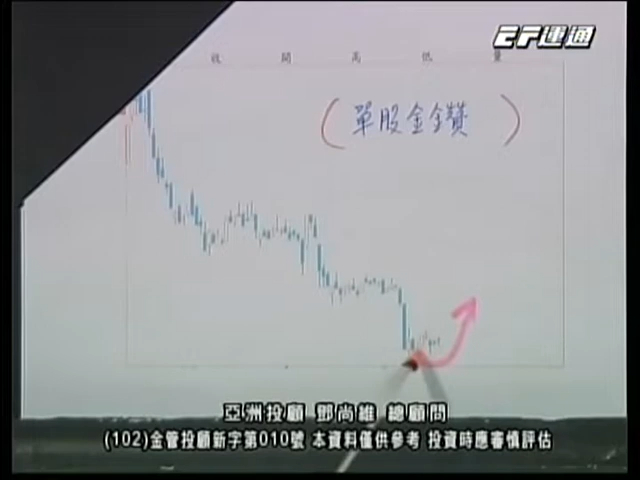 EF建通
收 開 高 低 量
(單股金鑽)
亞洲投顧 鄧尚維 總顧問
(102)金管投顧新字第010號 本資料僅供參考 投資時應審慎評估